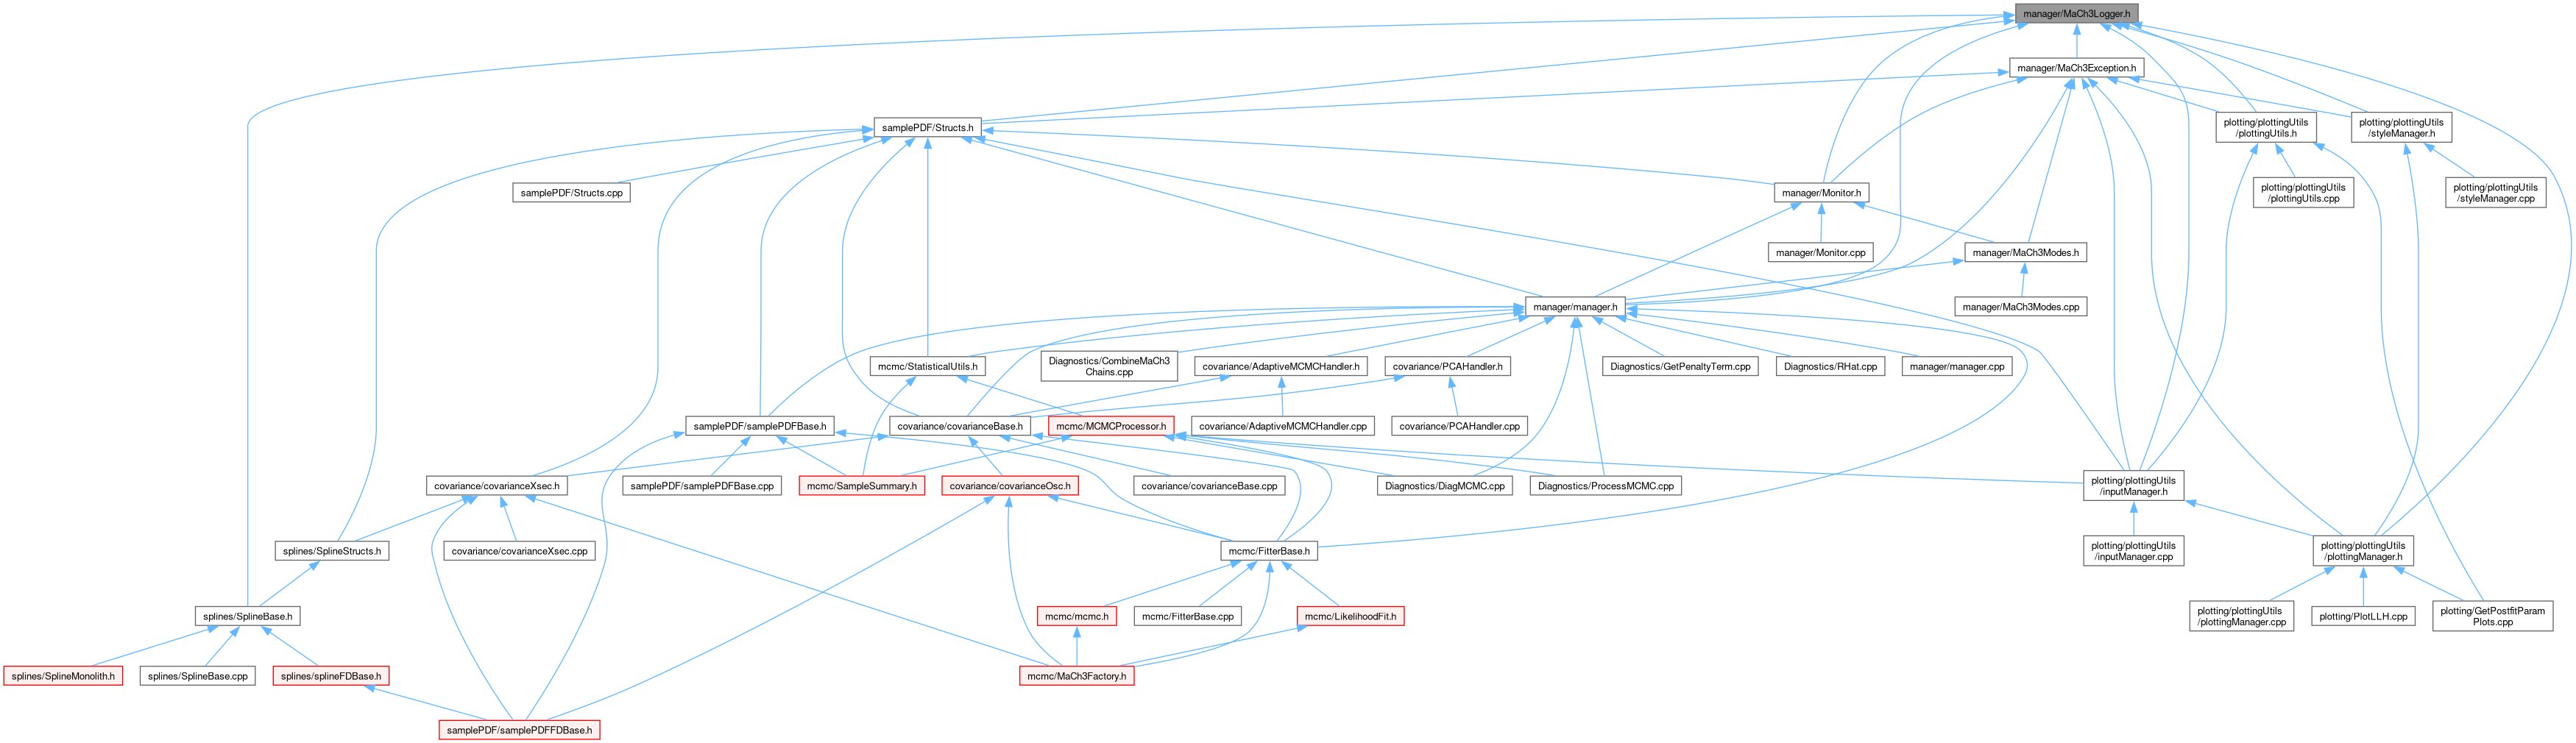 manager/MaCh3Logger.h
manager/MaCh3Exception.h
samplePDF/Structs.h
plotting/plottingUtils
/plottingUtils.h
plotting/plottingUtils
/styleManager.h
samplePDF/Structs.cpp
manager/Monitor.h
plotting/plottingUtils
/plottingUtils.cpp
plotting/plottingUtils
/styleManager.cpp
manager/Monitor.cpp
manager/MaCh3Modes.h
manager/manager.h
manager/MaCh3Modes.cpp
mcmc/StatisticalUtils.h
Diagnostics/CombineMaCh3
Chains.cpp
covariance/AdaptiveMCMCHandler.h
covariance/PCAHandler.h
Diagnostics/GetPenaltyTerm.cpp
Diagnostics/RHat.cpp
manager/manager.cpp
samplePDF/samplePDFBase.h
covariance/covarianceBase.h
mcmc/MCMCProcessor.h
covariance/AdaptiveMCMCHandler.cpp
covariance/PCAHandler.cpp
covariance/covarianceXsec.h
samplePDF/samplePDFBase.cpp
mcmc/SampleSummary.h
covariance/covarianceOsc.h
covariance/covarianceBase.cpp
Diagnostics/DiagMCMC.cpp
Diagnostics/ProcessMCMC.cpp
plotting/plottingUtils
/inputManager.h
splines/SplineStructs.h
covariance/covarianceXsec.cpp
mcmc/FitterBase.h
plotting/plottingUtils
/inputManager.cpp
plotting/plottingUtils
/plottingManager.h
splines/SplineBase.h
mcmc/mcmc.h
mcmc/FitterBase.cpp
mcmc/LikelihoodFit.h
plotting/plottingUtils
/plottingManager.cpp
plotting/PlotLLH.cpp
plotting/GetPostfitParam
Plots.cpp
splines/SplineMonolith.h
splines/SplineBase.cpp
splines/splineFDBase.h
mcmc/MaCh3Factory.h
samplePDF/samplePDFFDBase.h